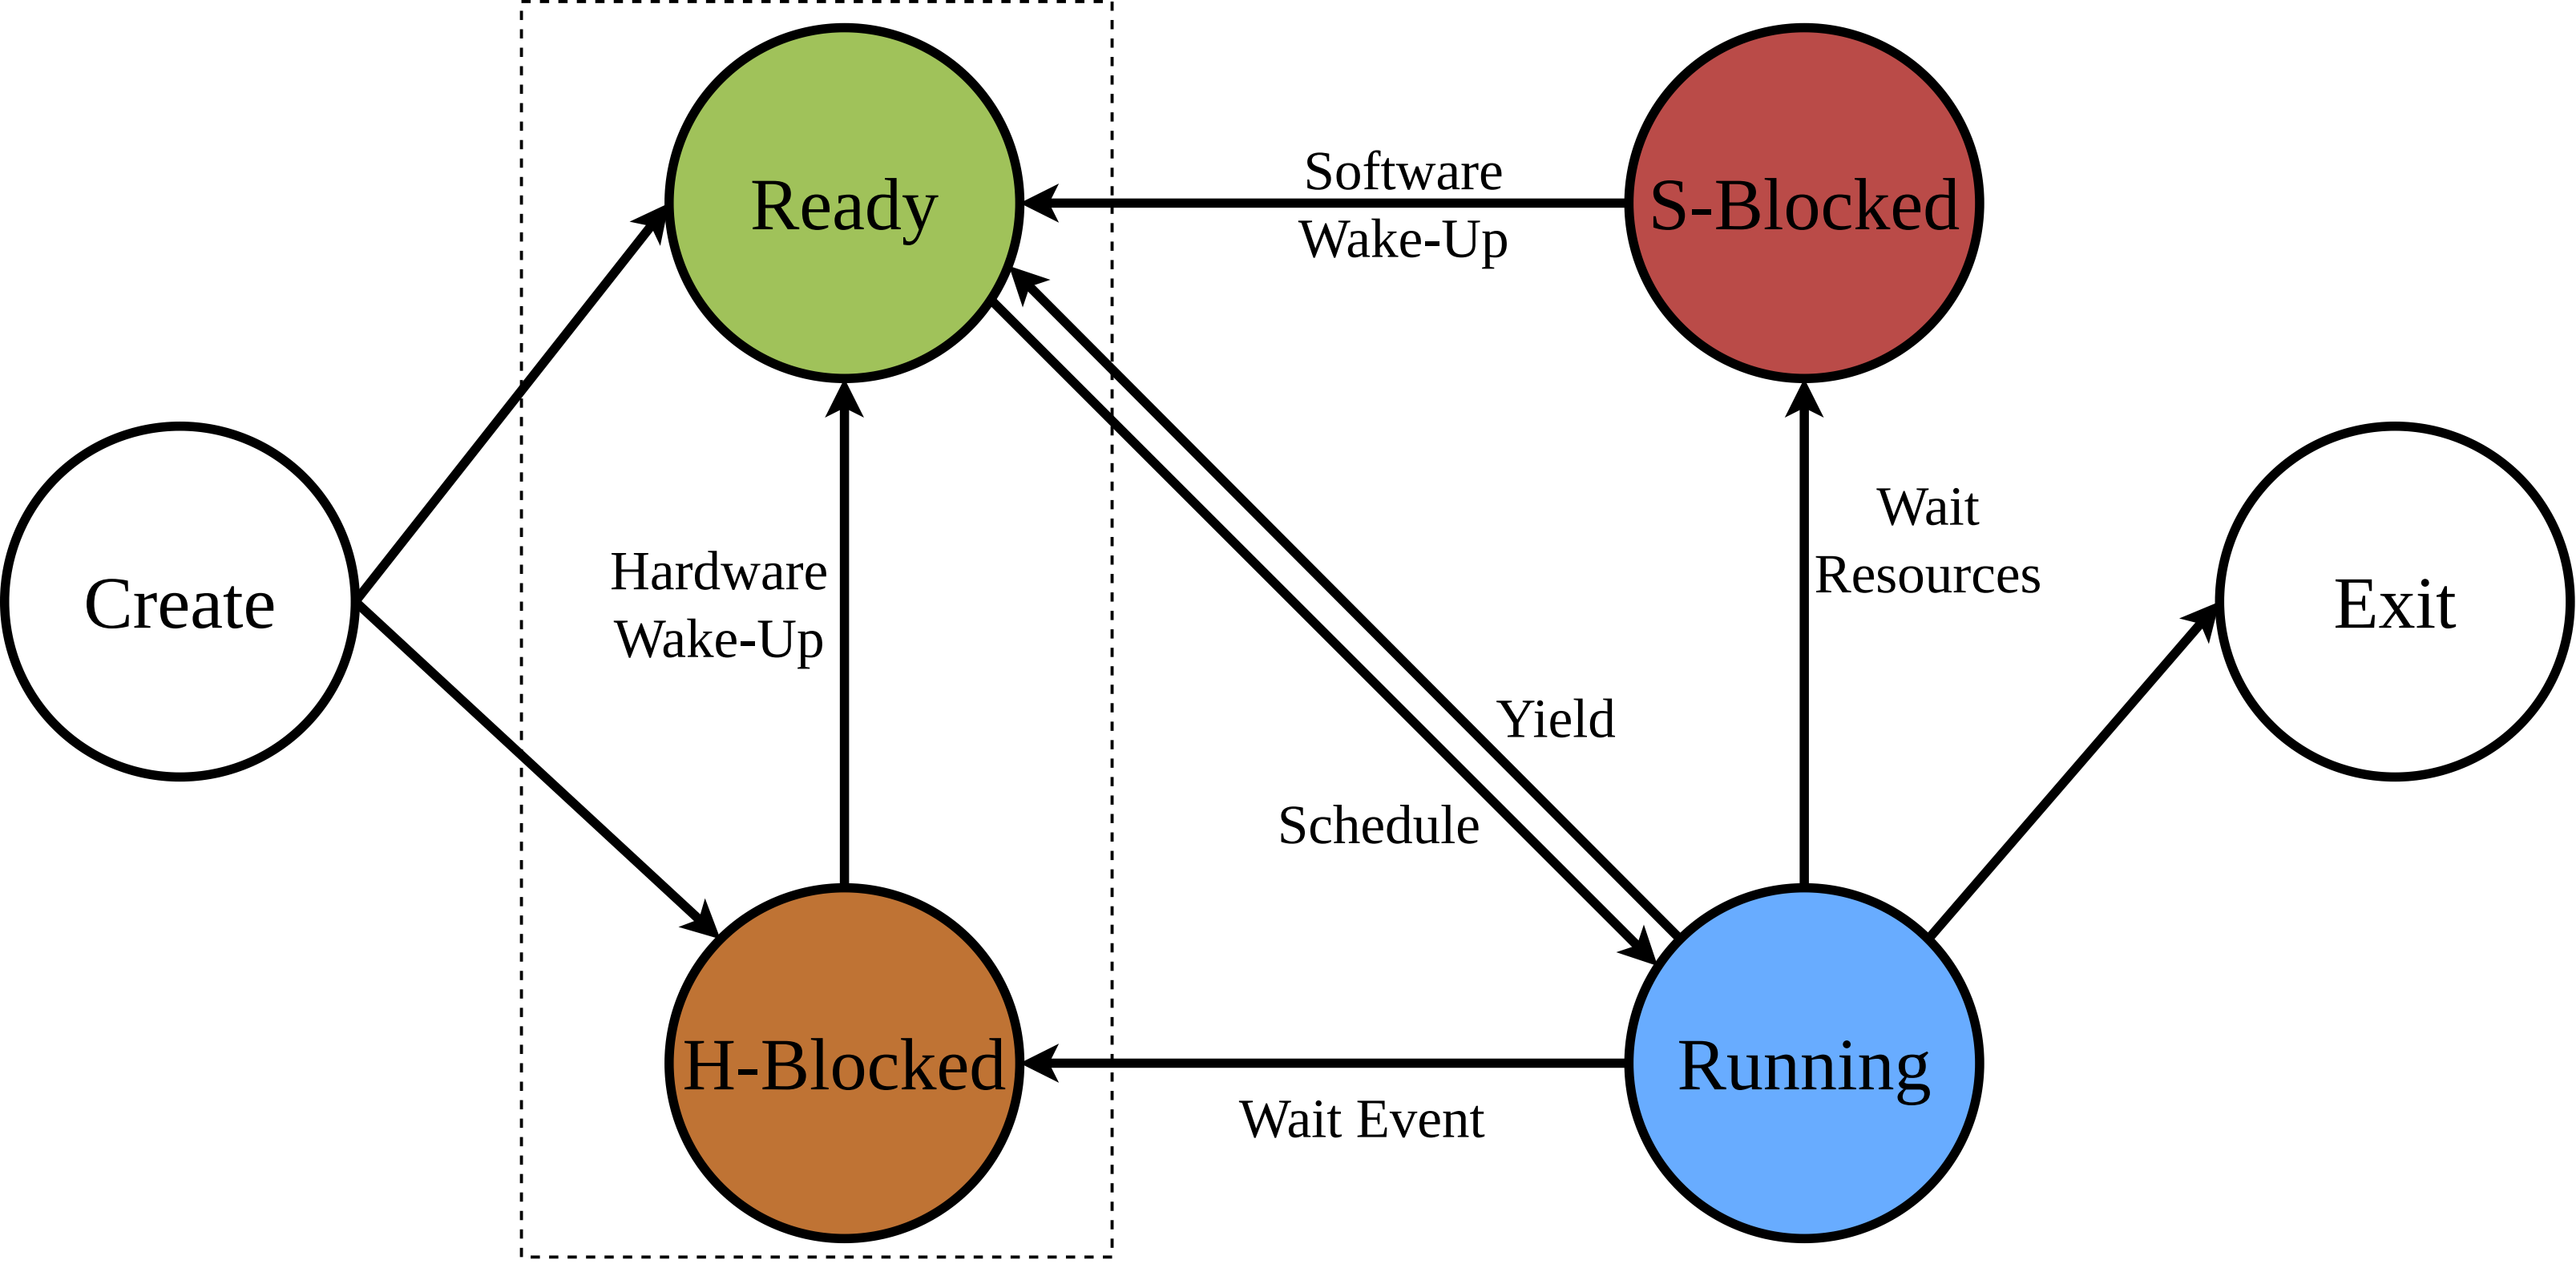 Ready
S-Blocked
Software
Wake-Up
Create
Hardware
Wake-Up
Wait
Resources
Exit
Yield
Schedule
H-Blocked
Running
Wait Event